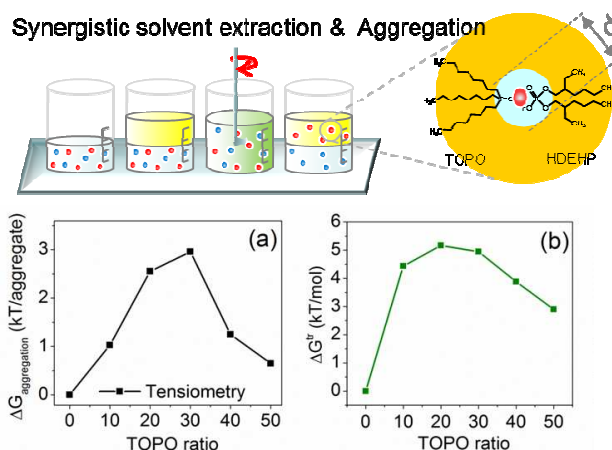 Synergistic solvent extraction & Aggregation
TOPO
HDEHP
(a)
ΔG aggregation (kT/aggregate)
3
2
1
0
Tensiometry
0 10 20 30 40 50
TOPO ratio
(b)
ΔG^tr (kT/mol)
6
5
4
3
2
1
0
0 10 20 30 40 50
TOPO ratio